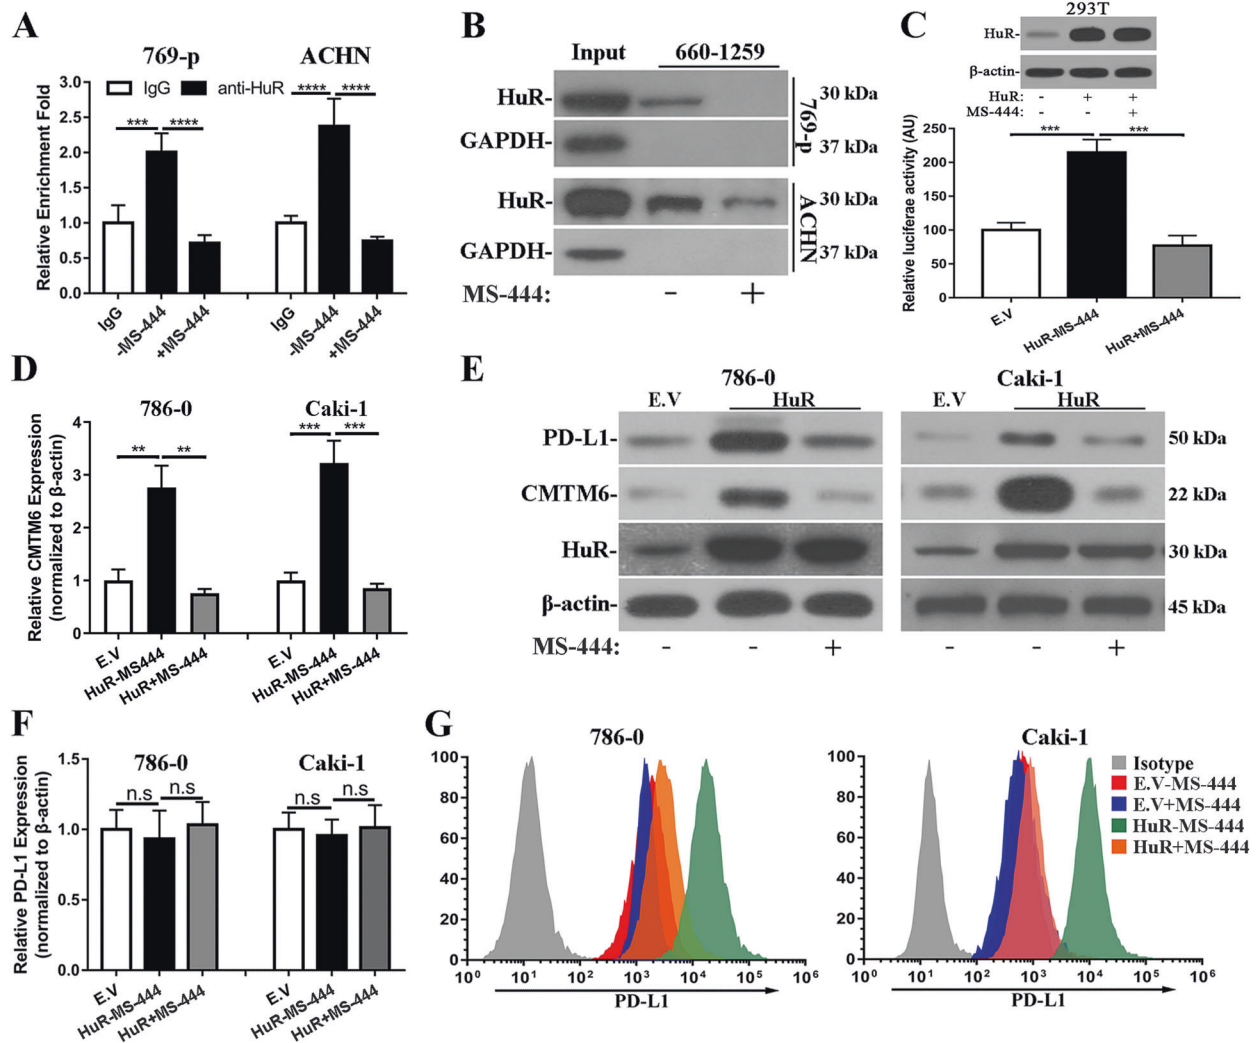 A
769-p
ACHN
IgG
anti-HuR
Relative Enrichment Fold
3.0
2.5
2.0
1.5
1.0
0.5
0.0
***
****
****
****
IgG
-MS-444
+MS-444
IgG
-MS-444
+MS-444
B
Input
660-1259
HuR-
30 kDa
GAPDH-
37 kDa
769-p
HuR-
30 kDa
GAPDH-
37 kDa
ACHN
MS-444:
-
+
C
293T
HuR-
β-actin-
HuR: - + +
MS-444: - - +
Relative luciferae activity (AU)
250
200
150
100
50
0
***
***
E.V
HuR-MS-444
HuR+MS-444
D
786-0
Caki-1
Relative CMTM6 Expression
(normalized to β-actin)
4
3
2
1
0
**
**
***
***
E.V
HuR-MS444
HuR+MS-444
E.V
HuR-MS-444
HuR+MS-444
E
786-0
Caki-1
E.V
HuR
E.V
HuR
PD-L1-
50 kDa
CMTM6-
22 kDa
HuR-
30 kDa
β-actin-
45 kDa
MS-444:
- - + - - +
F
786-0
Caki-1
Relative PD-L1 Expression
(normalized to β-actin)
1.5
1.0
0.5
0.0
n.s
n.s
n.s
n.s
E.V
HuR-MS-444
HuR+MS-444
E.V
HuR-MS-444
HuR+MS-444
G
786-0
Caki-1
100
80
60
40
20
0
10⁰ 10¹ 10² 10³ 10⁴ 10⁵ 10⁶
PD-L1
100
80
60
40
20
0
10⁰ 10¹ 10² 10³ 10⁴ 10⁵ 10⁶
PD-L1
Isotype
E.V-MS-444
E.V+MS-444
HuR-MS-444
HuR+MS-444